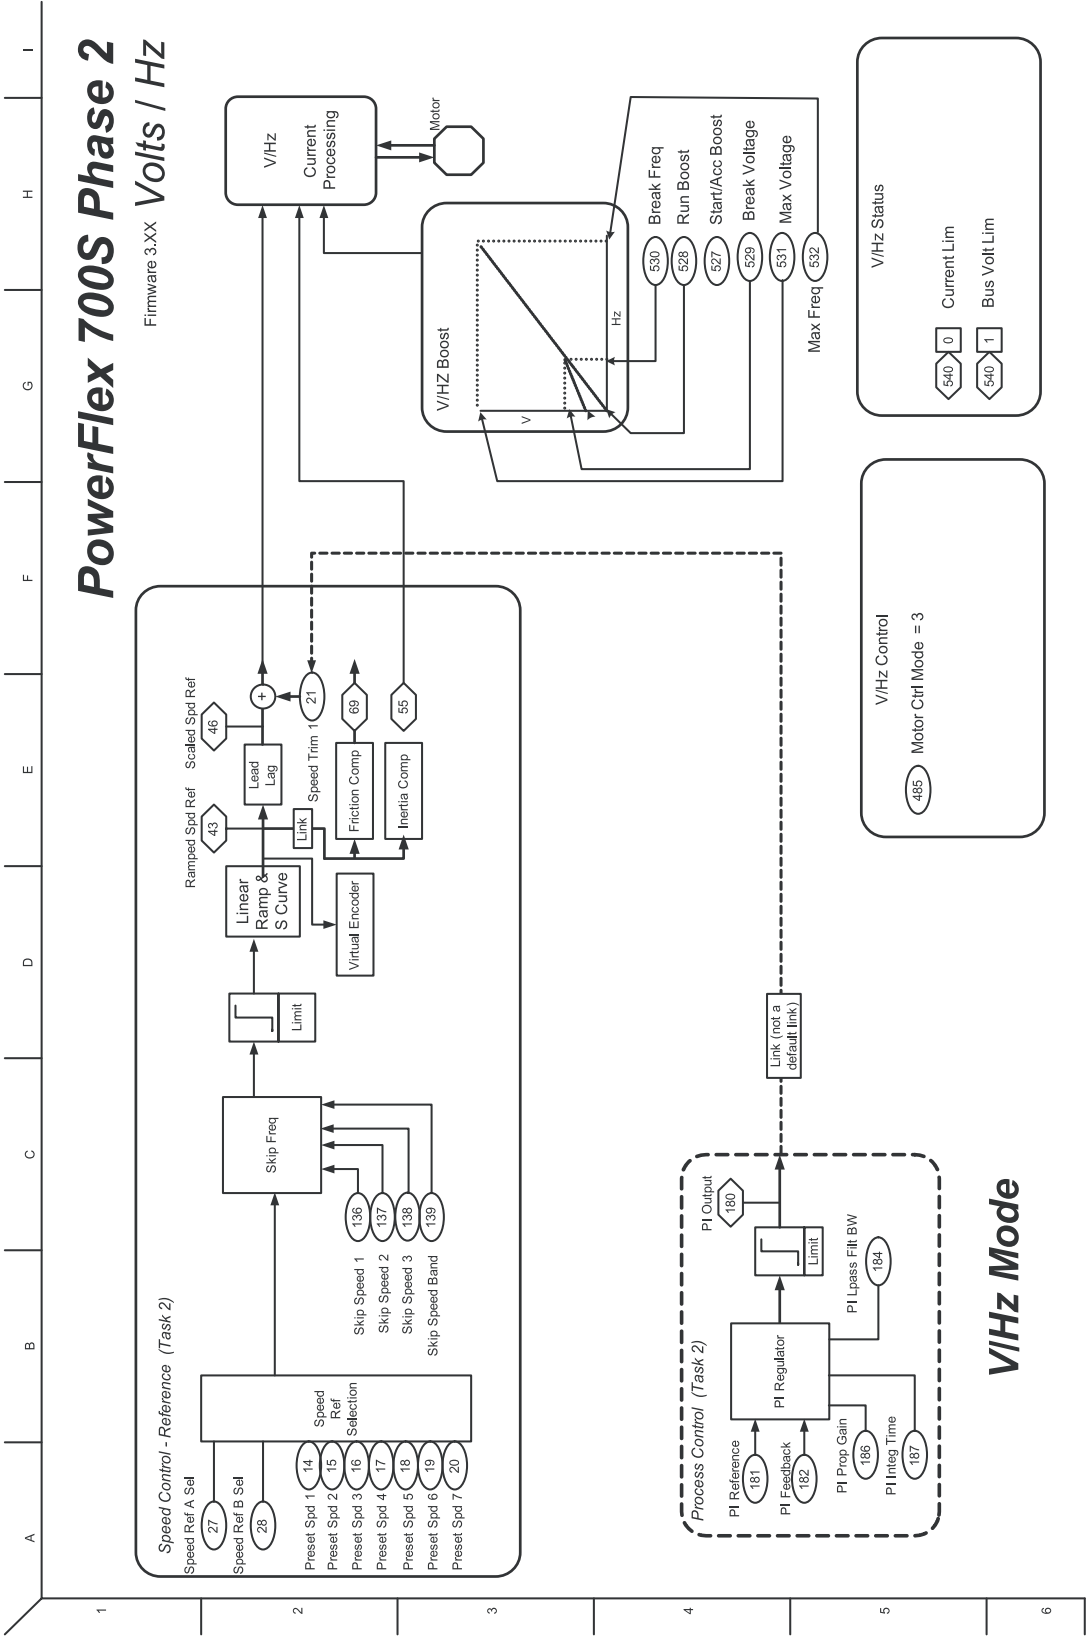 A
B
C
D
E
F
G
H
I
1
2
3
4
5
6
PowerFlex 700S Phase 2
Firmware 3.XX
Volts / Hz
Speed Control - Reference (Task 2)
Speed Ref A Sel
27
Speed Ref B Sel
28
Preset Spd 1
14
Preset Spd 2
15
Preset Spd 3
16
Preset Spd 4
17
Preset Spd 5
18
Preset Spd 6
19
Preset Spd 7
20
Speed
Ref
Selection
Skip Speed 1
136
Skip Speed 2
137
Skip Speed 3
138
Skip Speed Band
139
Skip Freq
Limit
Linear
Ramp &
S Curve
Virtual Encoder
Ramped Spd Ref
43
Link
Lead
Lag
Scaled Spd Ref
46
+
21
Speed Trim 1
Friction Comp
69
Inertia Comp
55
V/Hz
Current
Processing
Motor
V/HZ Boost
V
Hz
530
Break Freq
528
Run Boost
527
Start/Acc Boost
529
Break Voltage
531
Max Voltage
532
Max Freq
Process Control (Task 2)
PI Reference
181
PI Feedback
182
PI Prop Gain
186
PI Integ Time
187
PI Regulator
PI Lpass Filt BW
184
Limit
PI Output
180
Link (not a
default link)
V/Hz Control
485
Motor Ctrl Mode = 3
V/Hz Status
540
0
Current Lim
540
1
Bus Volt Lim
V/Hz Mode